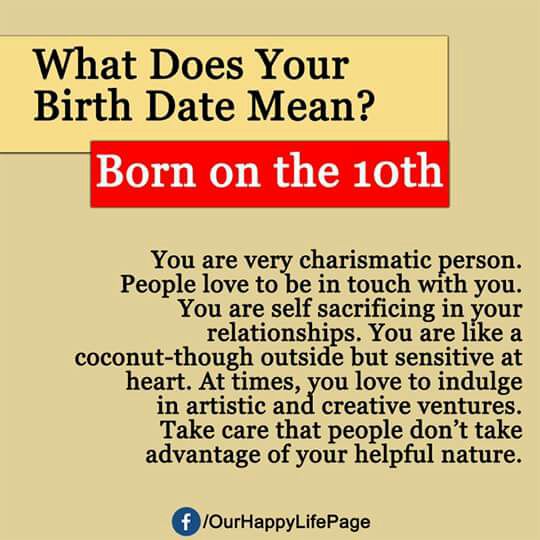 What Does Your
Birth Date Mean?
Born on the 10th
You are very charismatic person.
People love to be in touch with you.
You are self sacrificing in your
relationships. You are like a
coconut-though outside but sensitive at
heart. At times, you love to indulge
in artistic and creative ventures.
Take care that people don’t take
advantage of your helpful nature.
f /OurHappyLifePage